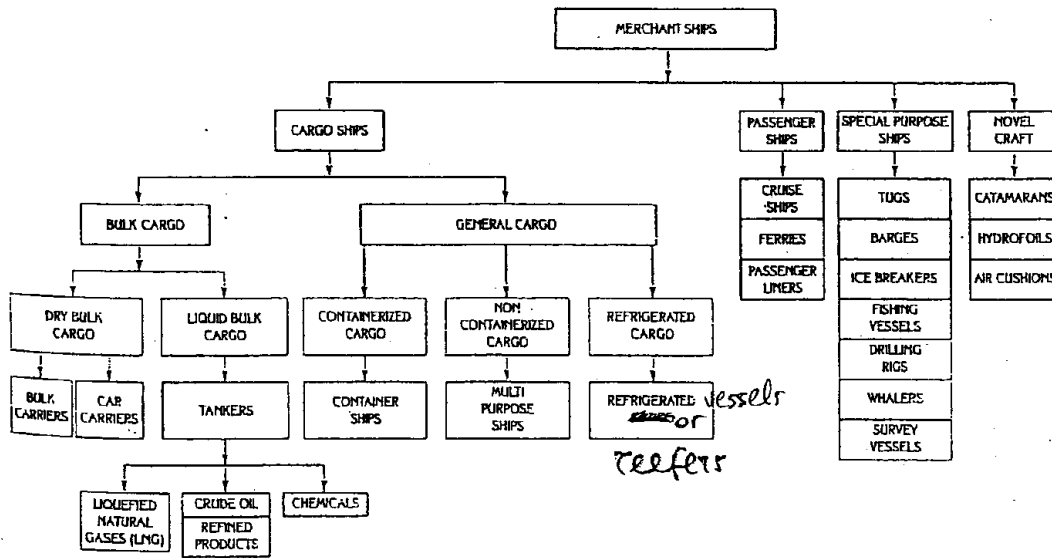 MERCHANT SHIPS
CARGO SHIPS
PASSENGER
SHIPS
SPECIAL PURPOSE
SHIPS
NOVEL
CRAFT
BULK CARGO
GENERAL CARGO
CRUISE
SHIPS
FERRIES
PASSENGER
LINERS
TUGS
BARGES
ICE BREAKERS
FISHING
VESSELS
DRILLING
RIGS
WHALERS
SURVEY
VESSELS
CATAMARANS
HYDROFOILS
AIR CUSHIONS
DRY BULK
CARGO
LIQUID BULK
CARGO
CONTAINERIZED
CARGO
NON
CONTAINERIZED
CARGO
REFRIGERATED
CARGO
BULK
CARRIERS
CAR
CARRIERS
TANKERS
CONTAINER
SHIPS
MULTI
PURPOSE
SHIPS
REFRIGERATED vessels
or
reefers
LIQUEFIED
NATURAL
GASES (LNG)
CRUDE OIL
REFINED
PRODUCTS
CHEMICALS